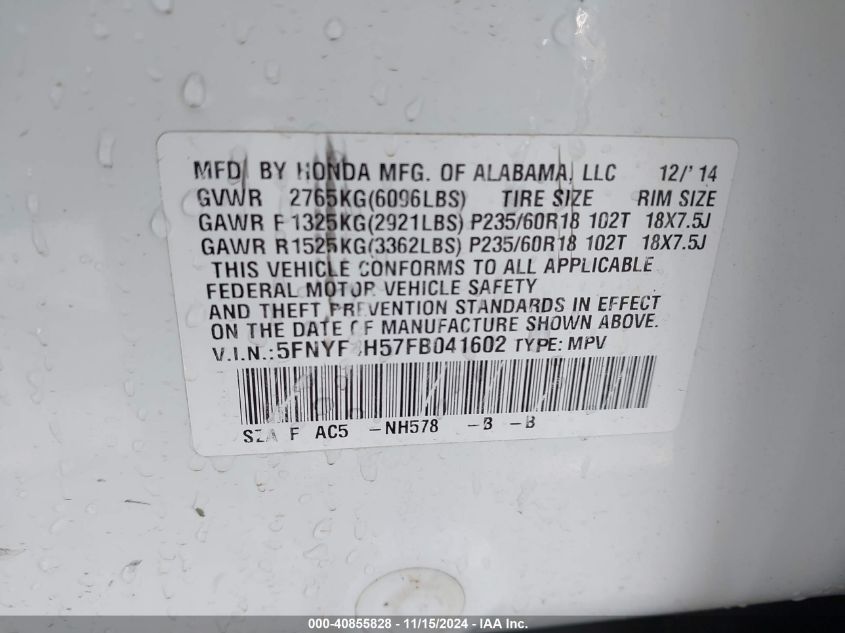 MFD BY HONDA MFG. OF ALABAMA, LLC 12/'14
GVWR 2765KG(6096LBS) TIRE SIZE RIM SIZE
GAWR F 1325KG(2921LBS) P235/60R18 102T 18X7.5J
GAWR R 1525KG(3362LBS) P235/60R18 102T 18X7.5J
THIS VEHICLE CONFORMS TO ALL APPLICABLE
FEDERAL MOTOR VEHICLE SAFETY
AND THEFT PREVENTION STANDARDS IN EFFECT
ON THE DATE OF MANUFACTURE SHOWN ABOVE.
V.I.N.: TYPE: MPV
F AC5 -NH578 -B -B
000-40855828 - 11/15/2024 - IAA Inc.